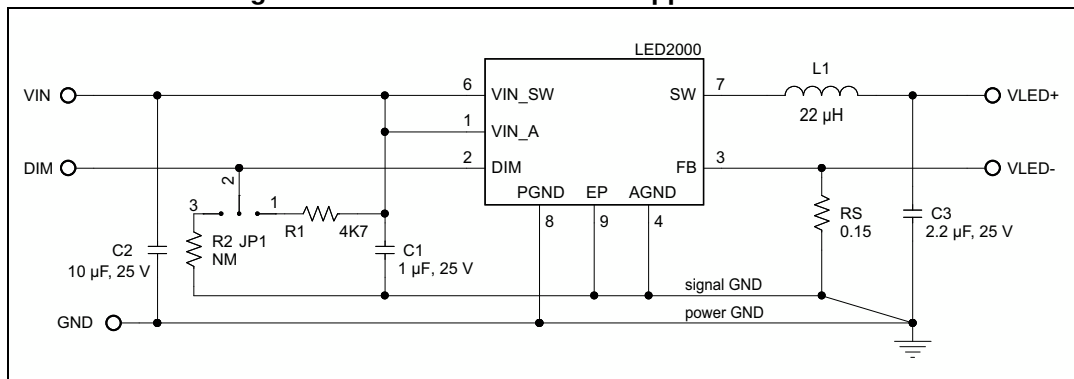 LED2000
L1
VIN
6
VIN_SW
SW
7
VLED+
22 µH
1
VIN_A
DIM
2
DIM
FB
3
VLED-
2
PGND
EP
AGND
3
1
8
9
4
R2
JP1
R1
4K7
NM
C2
10 µF, 25 V
C1
1 µF, 25 V
RS
0.15
C3
2.2 µF, 25 V
signal GND
power GND
GND